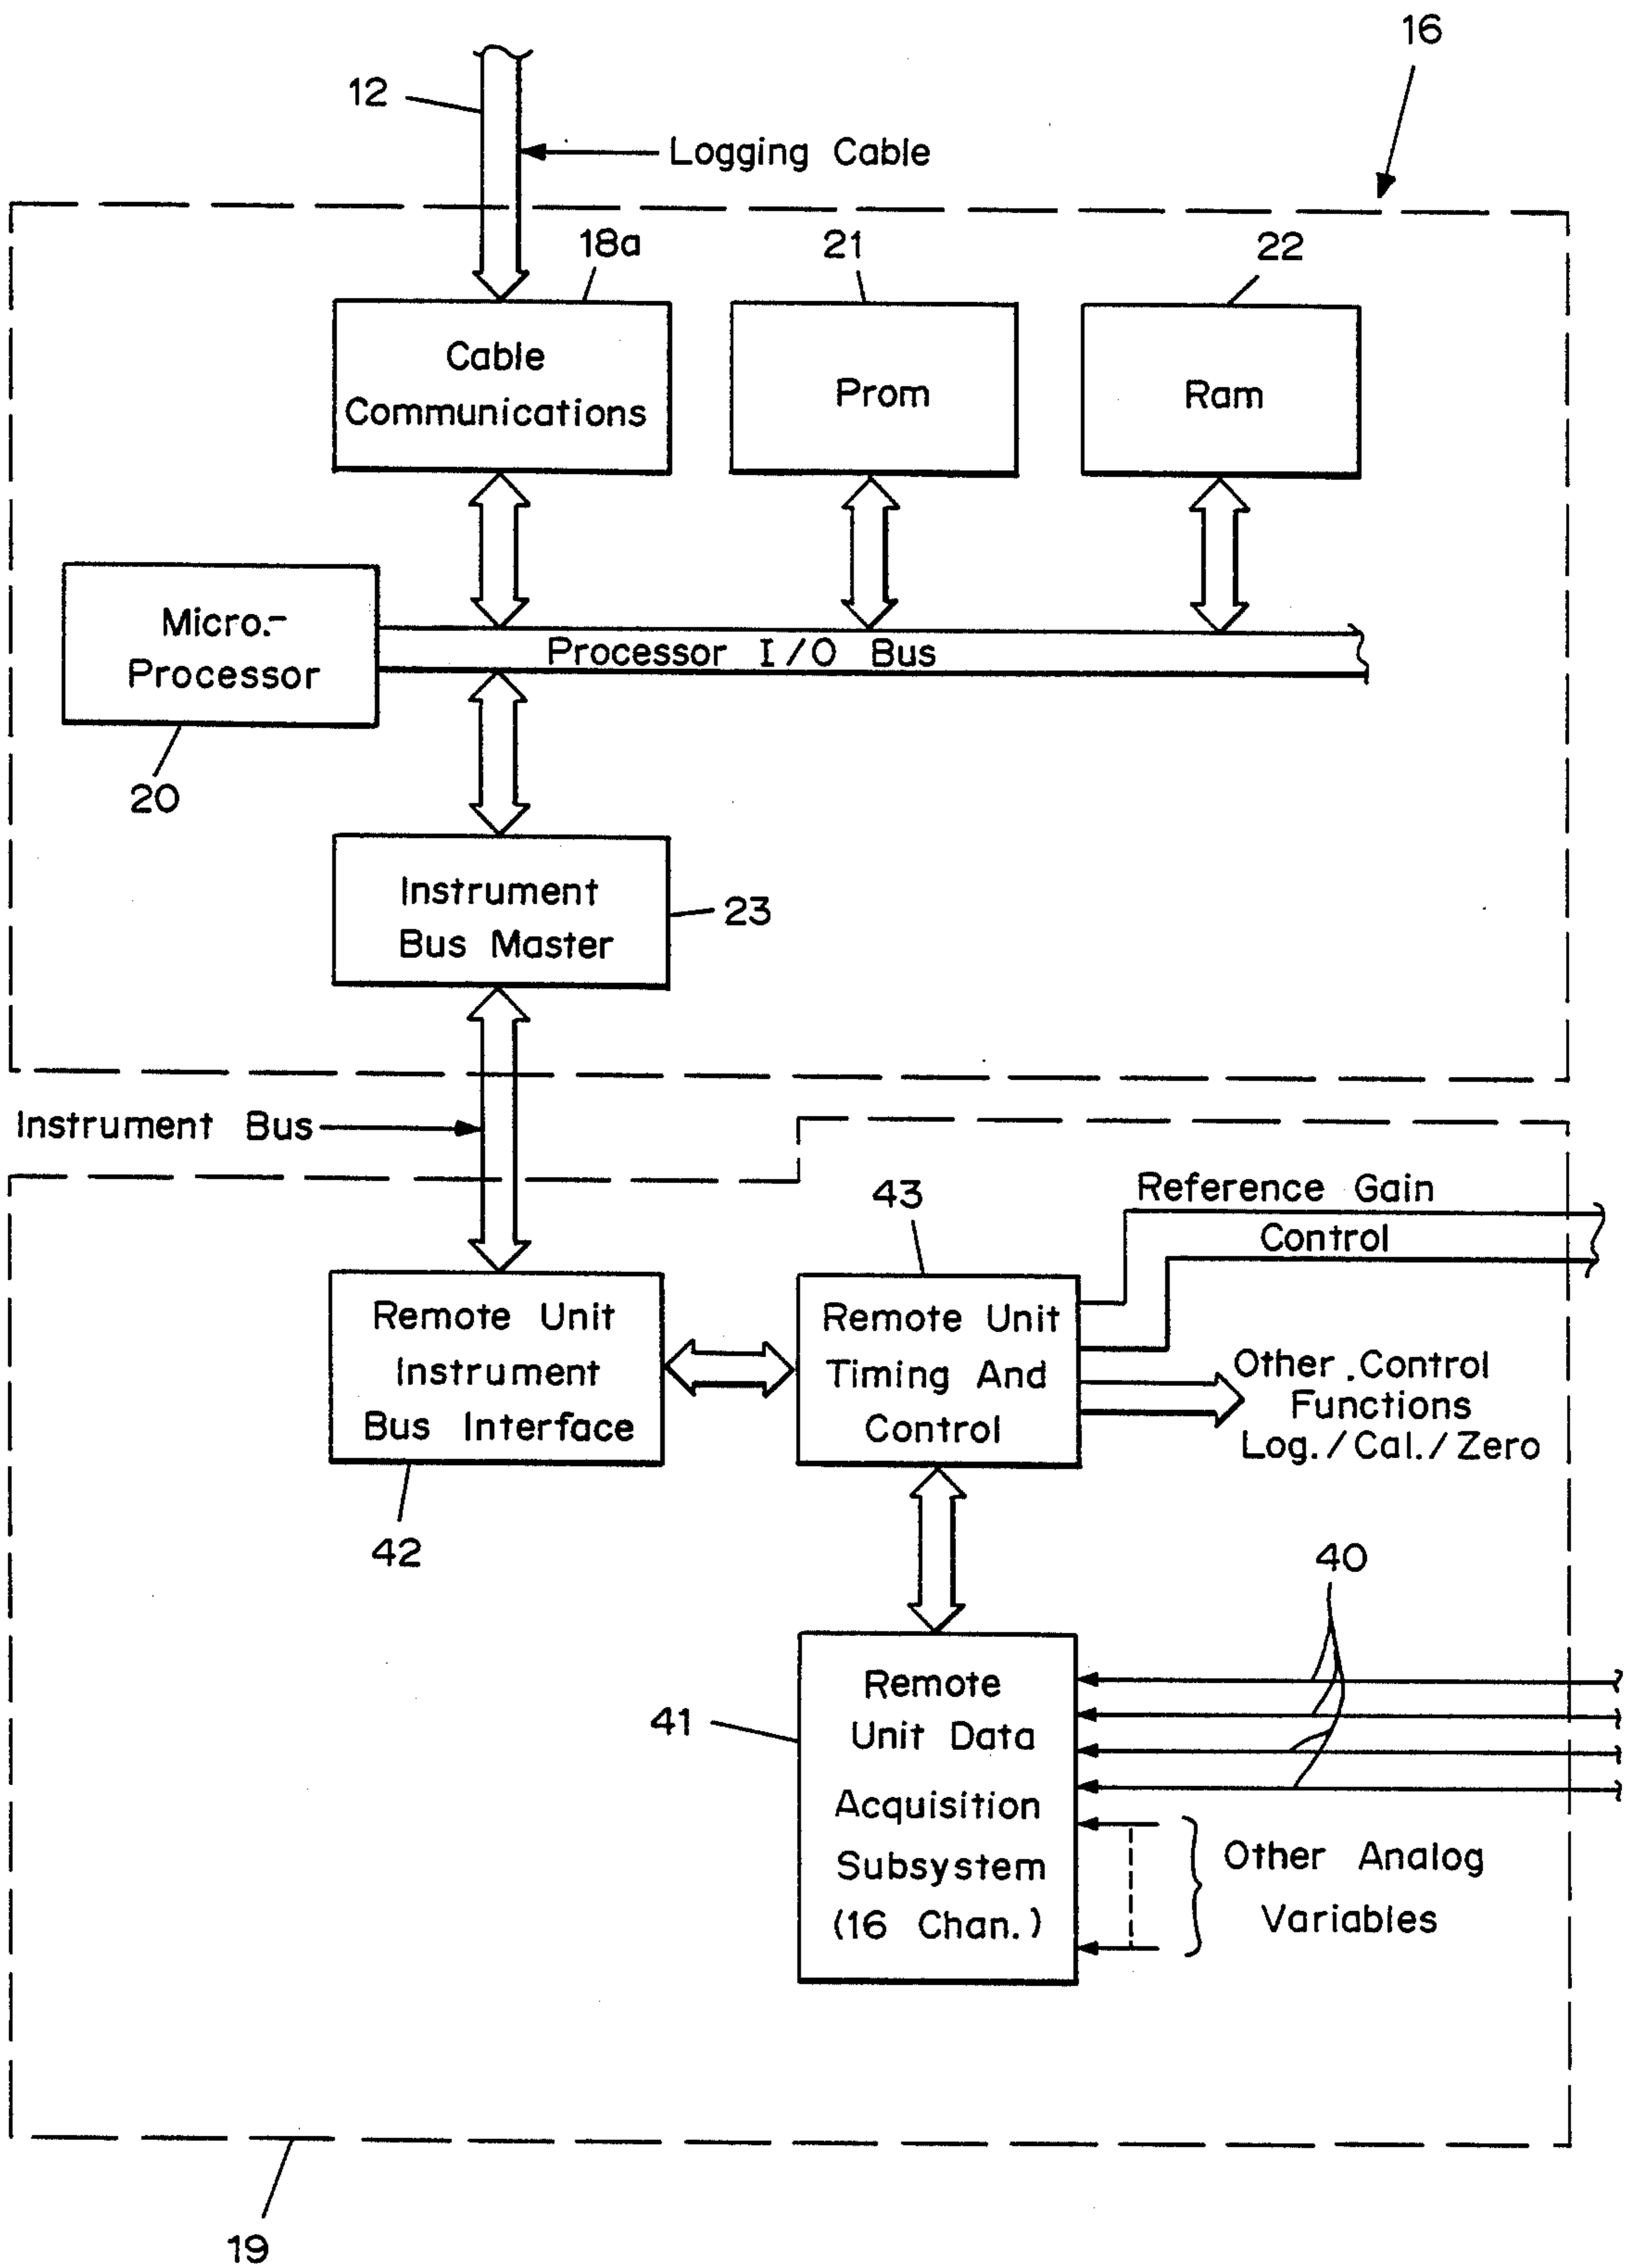 16
12
Logging Cable
18a
21
22
Cable
Communications
Prom
Ram
Micro.-
Processor
Processor I/O Bus
20
Instrument
Bus Master
23
Instrument Bus
43
Reference Gain
Control
Remote Unit
Instrument
Bus Interface
Remote Unit
Timing And
Control
Other .Control
Functions
Log./Cal./Zero
42
40
41
Remote
Unit Data
Acquisition
Subsystem
(16 Chan.)
Other Analog
Variables
19